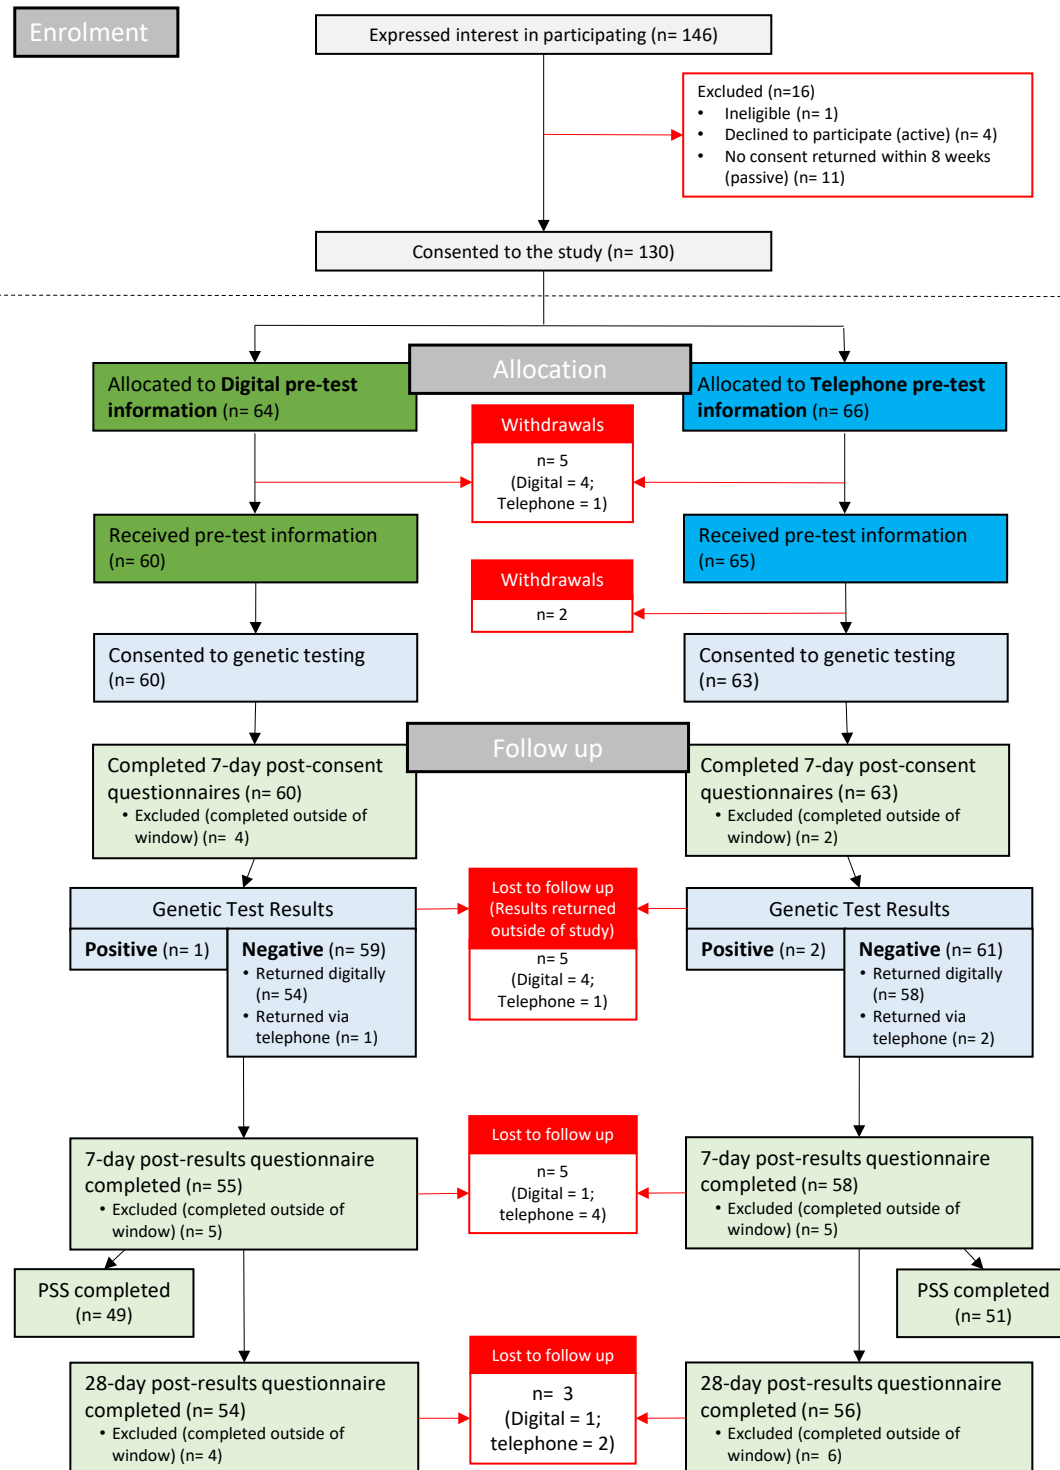 Enrolment
Expressed interest in participating (n= 146)
Excluded (n=16)
• Ineligible (n= 1)
• Declined to participate (active) (n= 4)
• No consent returned within 8 weeks
(passive) (n= 11)
Consented to the study (n= 130)
Allocation
Allocated to Digital pre-test
information (n= 64)
Allocated to Telephone pre-test
information (n= 66)
Withdrawals
n= 5
(Digital = 4;
Telephone = 1)
Received pre-test information
(n= 60)
Received pre-test information
(n= 65)
Withdrawals
n= 2
Consented to genetic testing
(n= 60)
Consented to genetic testing
(n= 63)
Follow up
Completed 7-day post-consent
questionnaires (n= 60)
• Excluded (completed outside of
window) (n= 4)
Completed 7-day post-consent
questionnaires (n= 63)
• Excluded (completed outside of
window) (n= 2)
Genetic Test Results
Positive (n= 1)
Negative (n= 59)
• Returned digitally
(n= 54)
• Returned via
telephone (n= 1)
Lost to follow up
(Results returned
outside of study)
n= 5
(Digital = 4;
Telephone = 1)
Genetic Test Results
Positive (n= 2)
Negative (n= 61)
• Returned digitally
(n= 58)
• Returned via
telephone (n= 2)
7-day post-results questionnaire
completed (n= 55)
• Excluded (completed outside of
window) (n= 5)
Lost to follow up
n= 5
(Digital = 1;
telephone = 4)
7-day post-results questionnaire
completed (n= 58)
• Excluded (completed outside of
window) (n= 5)
PSS completed
(n= 49)
PSS completed
(n= 51)
28-day post-results questionnaire
completed (n= 54)
• Excluded (completed outside of
window) (n= 4)
Lost to follow up
n= 3
(Digital = 1;
telephone = 2)
28-day post-results questionnaire
completed (n= 56)
• Excluded (completed outside of
window) (n= 6)